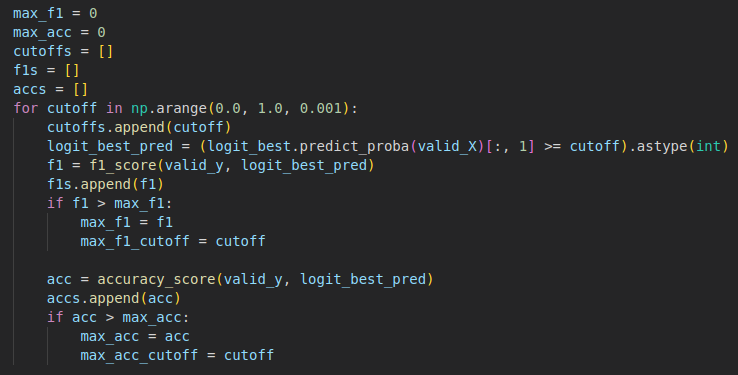 max_f1 = 0
max_acc = 0
cutoffs = []
f1s = []
accs = []
for cutoff in np.arange(0.0, 1.0, 0.001):
    cutoffs.append(cutoff)
    logit_best_pred = (logit_best.predict_proba(valid_X)[:, 1] >= cutoff).astype(int)
    f1 = f1_score(valid_y, logit_best_pred)
    f1s.append(f1)
    if f1 > max_f1:
        max_f1 = f1
        max_f1_cutoff = cutoff

    acc = accuracy_score(valid_y, logit_best_pred)
    accs.append(acc)
    if acc > max_acc:
        max_acc = acc
        max_acc_cutoff = cutoff